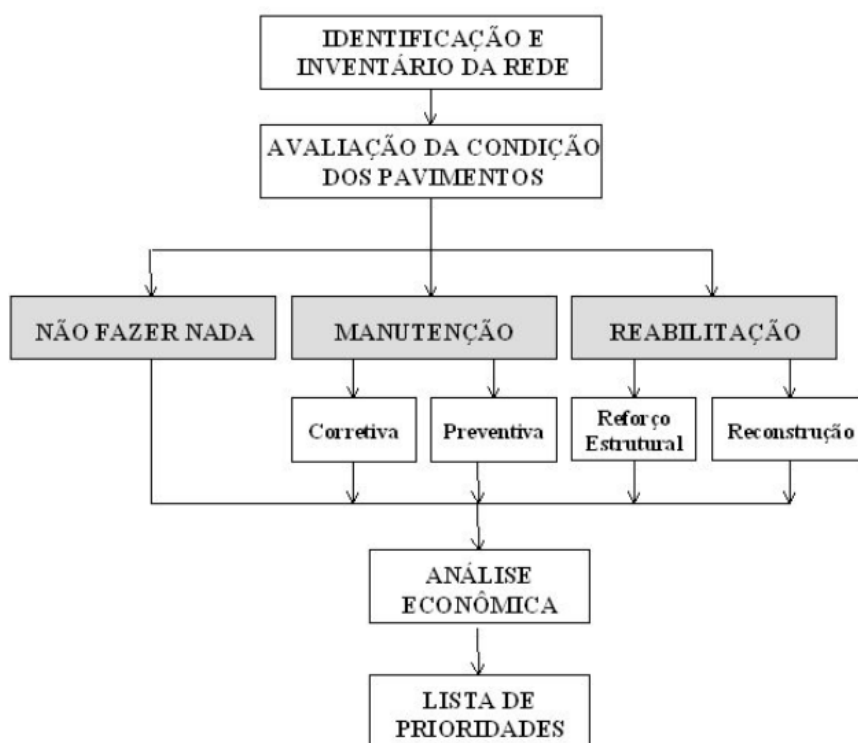 IDENTIFICAÇÃO E
INVENTÁRIO DA REDE
AVALIAÇÃO DA CONDIÇÃO
DOS PAVIMENTOS
NÃO FAZER NADA
MANUTENÇÃO
REABILITAÇÃO
Corretiva
Preventiva
Reforço
Estrutural
Reconstrução
ANÁLISE
ECONÔMICA
LISTA DE
PRIORIDADES